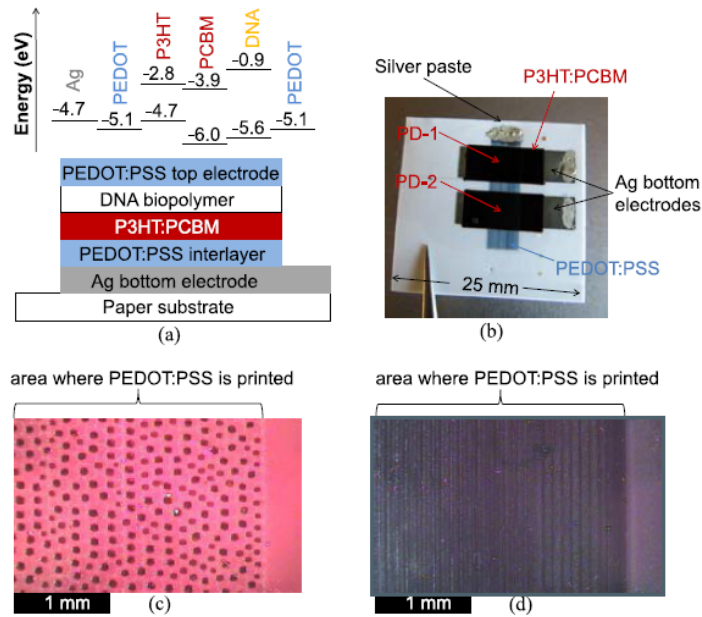 Energy (eV)
Ag
PEDOT
P3HT
PCBM
DNA
PEDOT
−4.7
−5.1
−2.8
−4.7
−3.9
−6.0
−0.9
−5.6
−5.1
PEDOT:PSS top electrode
DNA biopolymer
P3HT:PCBM
PEDOT:PSS interlayer
Ag bottom electrode
Paper substrate
(a)
Silver paste
P3HT:PCBM
PD-1
PD-2
Ag bottom
electrodes
PEDOT:PSS
25 mm
(b)
area where PEDOT:PSS is printed
1 mm
(c)
area where PEDOT:PSS is printed
1 mm
(d)